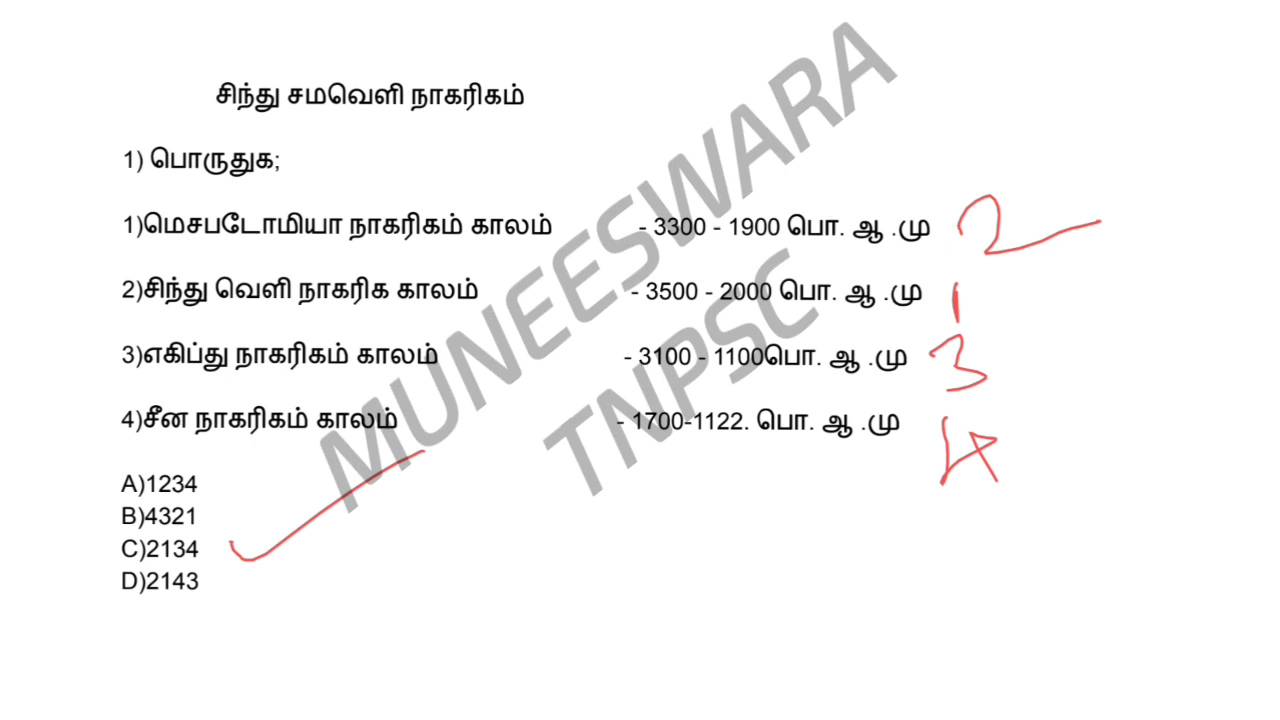 சிந்து சமவெளி நாகரிகம்
1) பொருதுக;
1)மெசபடோமியா நாகரிகம் காலம் - 3300 - 1900 பொ. ஆ .மு 2
2)சிந்து வெளி நாகரிக காலம் - 3500 - 2000 பொ. ஆ .மு 1
3)எகிப்து நாகரிகம் காலம் - 3100 - 1100பொ. ஆ .மு 3
4)சீன நாகரிகம் காலம் - 1700-1122. பொ. ஆ .மு 4
A)1234
B)4321
C)2134
D)2143
MUNEESWARA
TNPSC